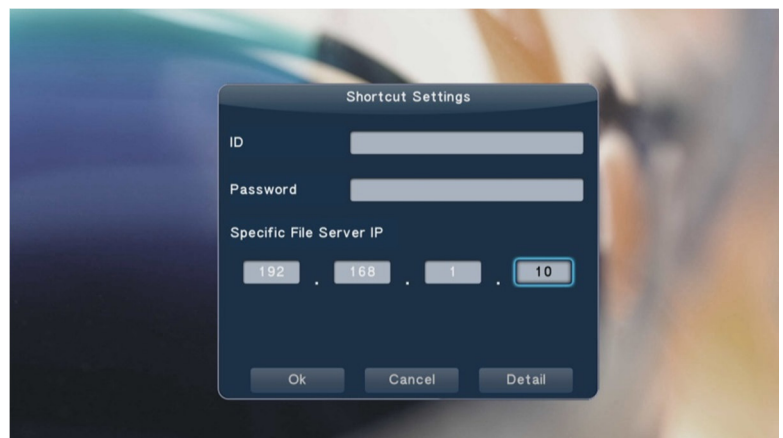 Shortcut Settings
ID
Password
Specific File Server IP
192 . 168 . 1 . 10
Ok Cancel Detail